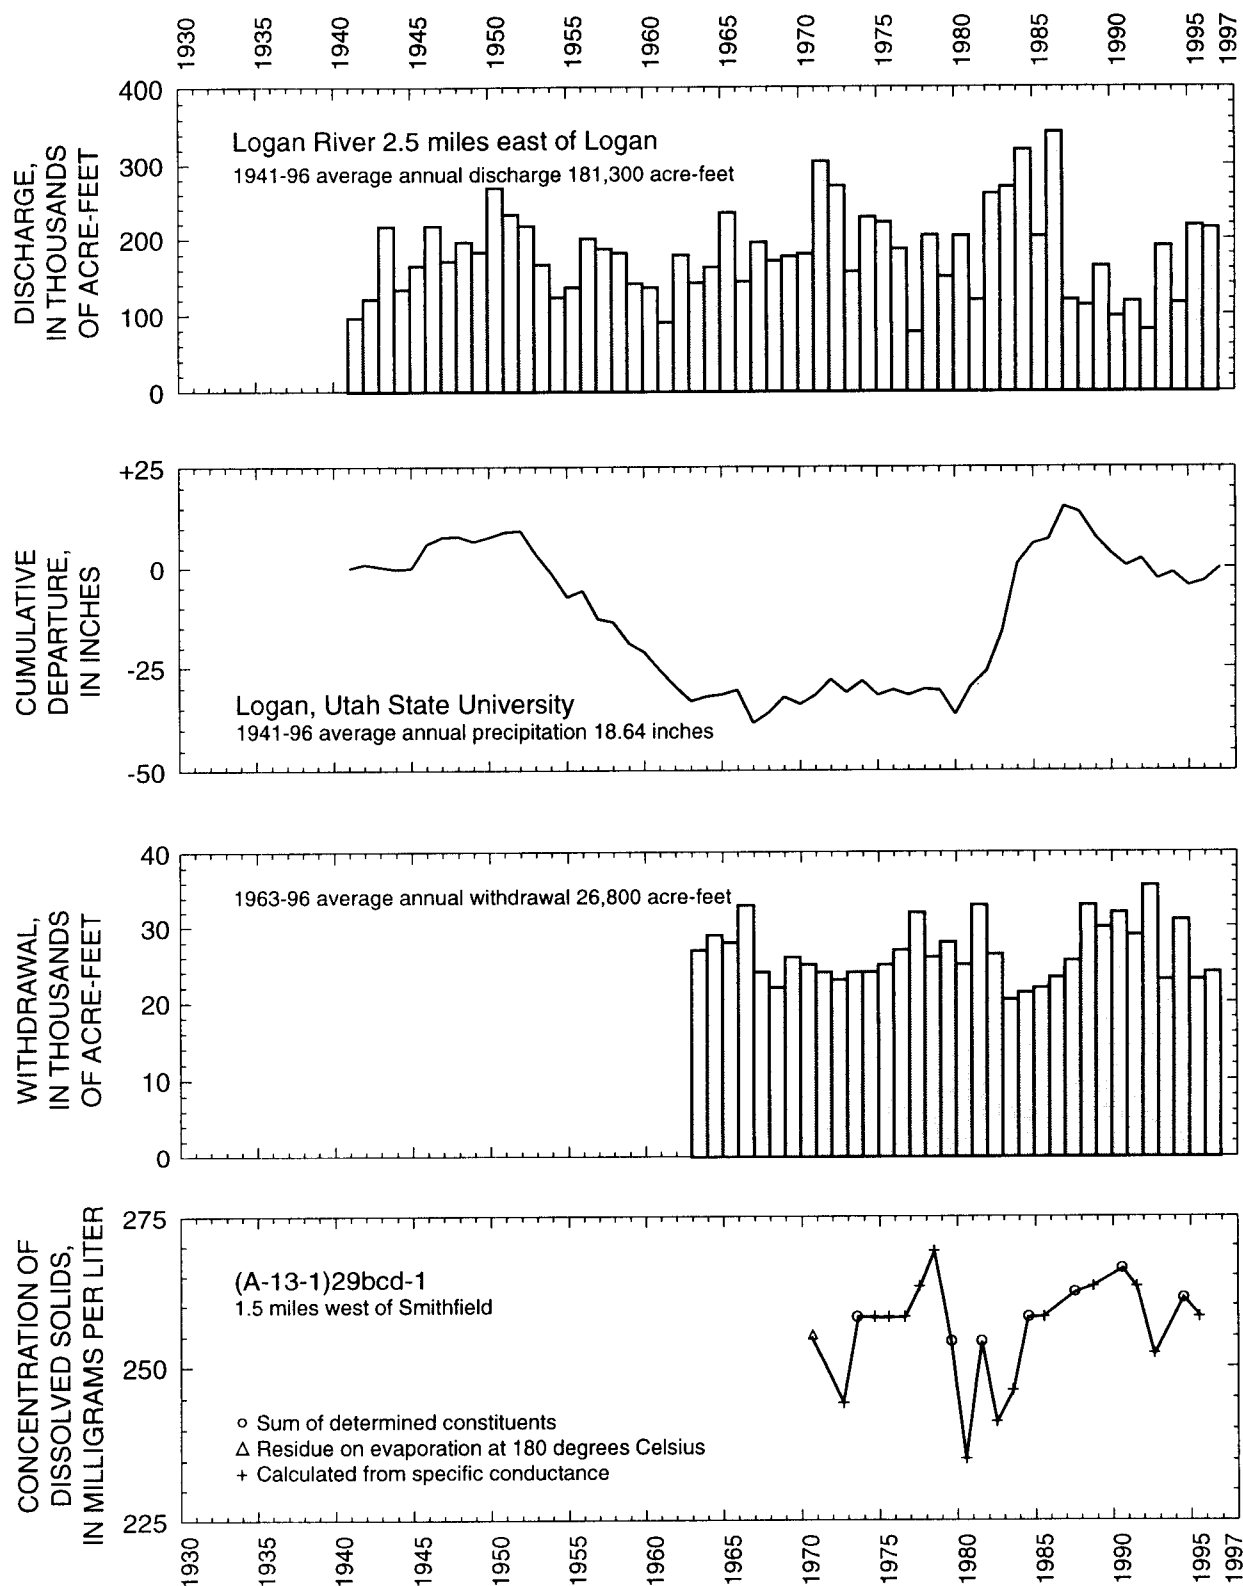 1930 1935 1940 1945 1950 1955 1960 1965 1970 1975 1980 1985 1990 1995 1997
DISCHARGE,
IN THOUSANDS
OF ACRE-FEET
400
300
200
100
0
Logan River 2.5 miles east of Logan
1941-96 average annual discharge 181,300 acre-feet
CUMULATIVE
DEPARTURE,
IN INCHES
+25
0
-25
-50
Logan, Utah State University
1941-96 average annual precipitation 18.64 inches
WITHDRAWAL,
IN THOUSANDS
OF ACRE-FEET
40
30
20
10
0
1963-96 average annual withdrawal 26,800 acre-feet
CONCENTRATION OF
DISSOLVED SOLIDS,
IN MILLIGRAMS PER LITER
275
250
225
(A-13-1)29bcd-1
1.5 miles west of Smithfield
Sum of determined constituents
Residue on evaporation at 180 degrees Celsius
Calculated from specific conductance
1930 1935 1940 1945 1950 1955 1960 1965 1970 1975 1980 1985 1990 1995 1997